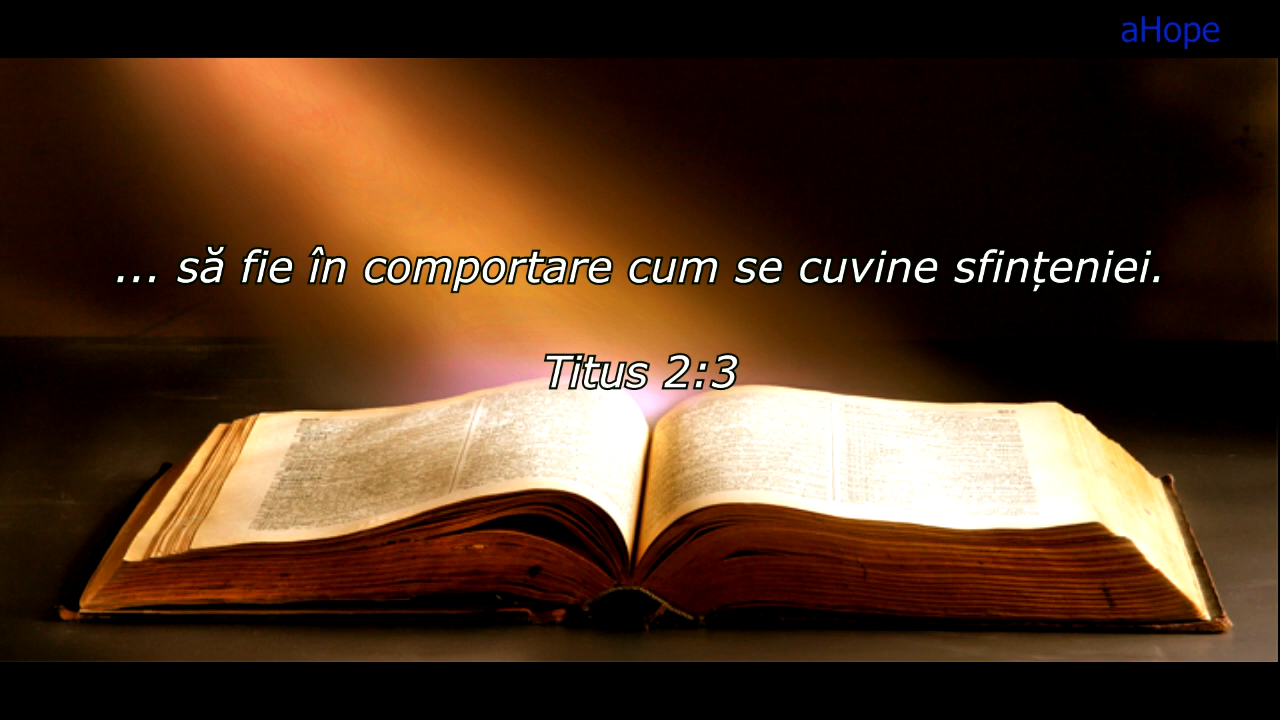 aHope
... să fie în comportare cum se cuvine sfințeniei.
Titus 2:3